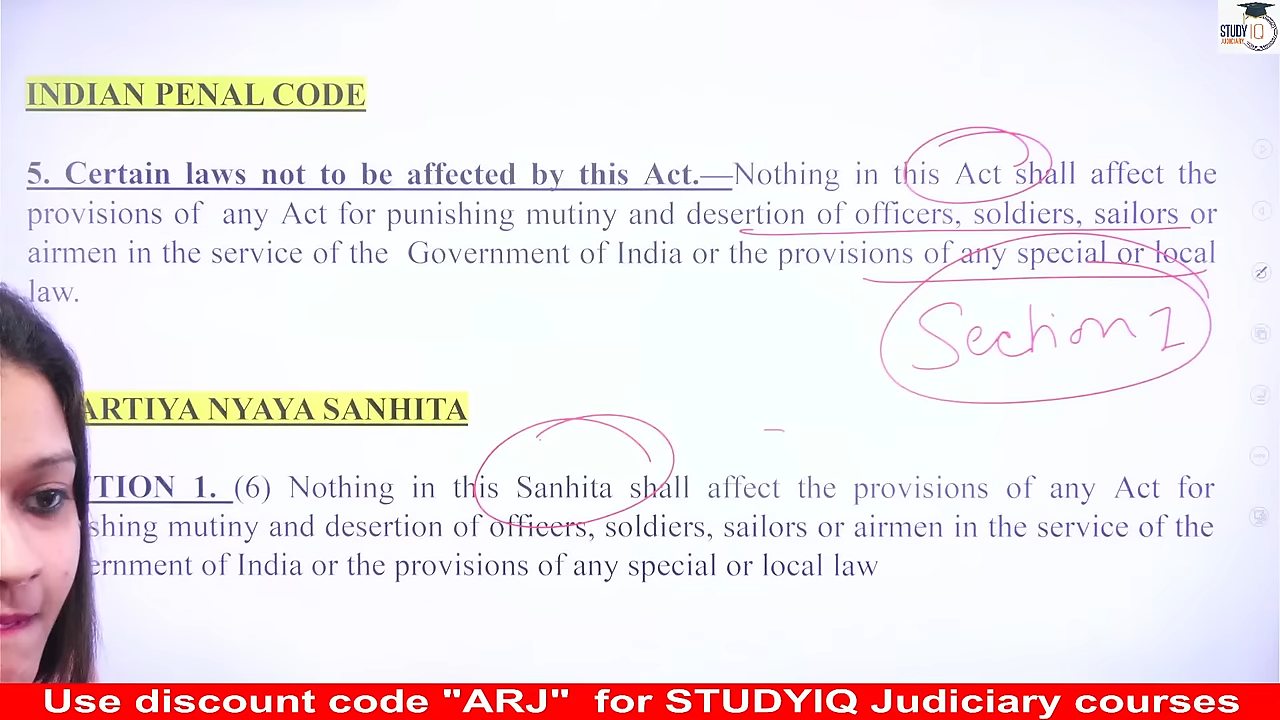 STUDY IQ
JUDICIARY
INDIAN PENAL CODE
5. Certain laws not to be affected by this Act.—Nothing in this Act shall affect the
provisions of any Act for punishing mutiny and desertion of officers, soldiers, sailors or
airmen in the service of the Government of India or the provisions of any special or local
law.
Section 1
ARTIYA NYAYA SANHITA
TION 1. (6) Nothing in this Sanhita shall affect the provisions of any Act for
shing mutiny and desertion of officers, soldiers, sailors or airmen in the service of the
ernment of India or the provisions of any special or local law
Use discount code "ARJ" for STUDYIQ Judiciary courses